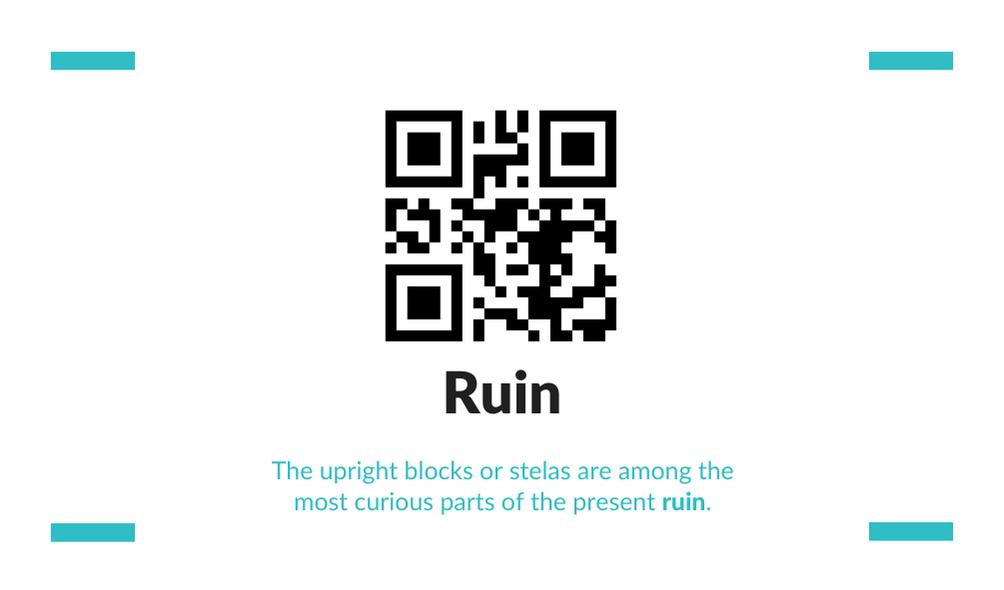 Ruin
The upright blocks or stelas are among the
most curious parts of the present ruin.